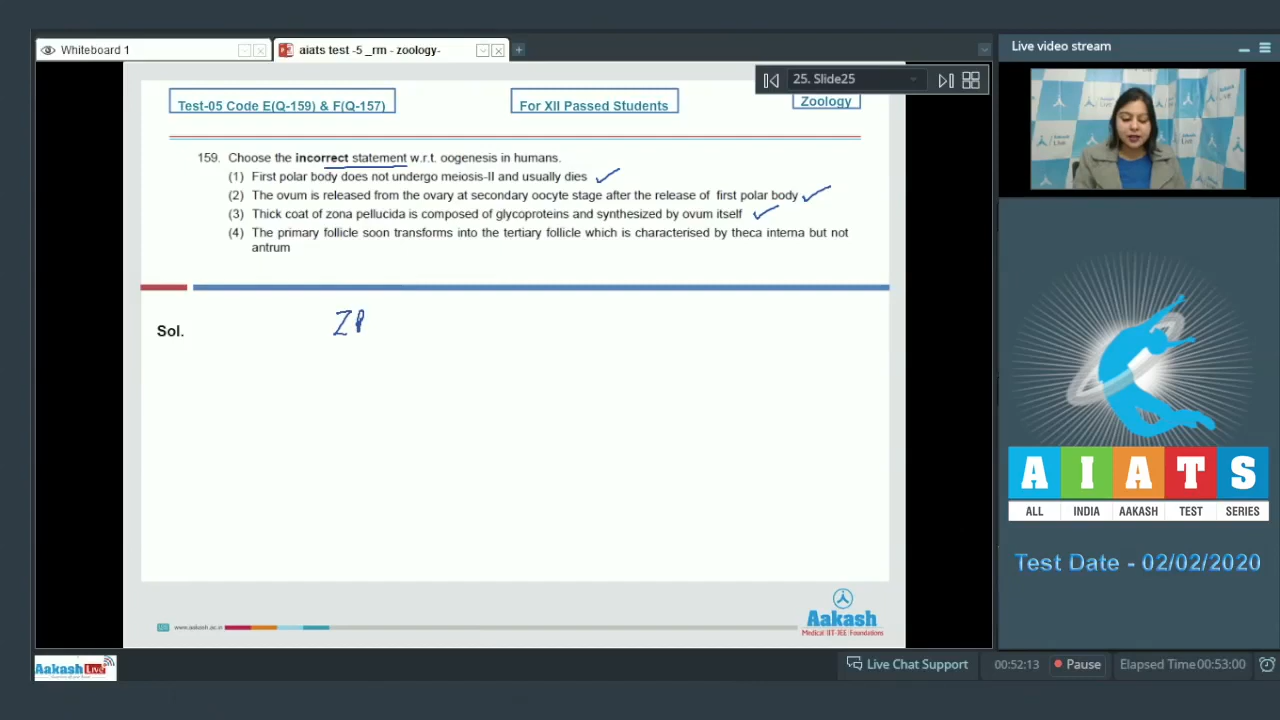 Whiteboard 1
aiats test -5 _rm - zoology-
Live video stream
25. Slide25
Test-05 Code E(Q-159) & F(Q-157)
For XII Passed Students
Zoology
159. Choose the incorrect statement w.r.t. oogenesis in humans.
(1) First polar body does not undergo meiosis-II and usually dies
(2) The ovum is released from the ovary at secondary oocyte stage after the release of first polar body
(3) Thick coat of zona pellucida is composed of glycoproteins and synthesized by ovum itself
(4) The primary follicle soon transforms into the tertiary follicle which is characterised by theca interna but not
antrum
Sol.
ZP
A I A T S
ALL INDIA AAKASH TEST SERIES
Test Date - 02/02/2020
www.aakash.ac.in
Aakash
Medical | IIT-JEE | Foundations
Aakash Live
Live Chat Support
00:52:13
Pause
Elapsed Time 00:53:00